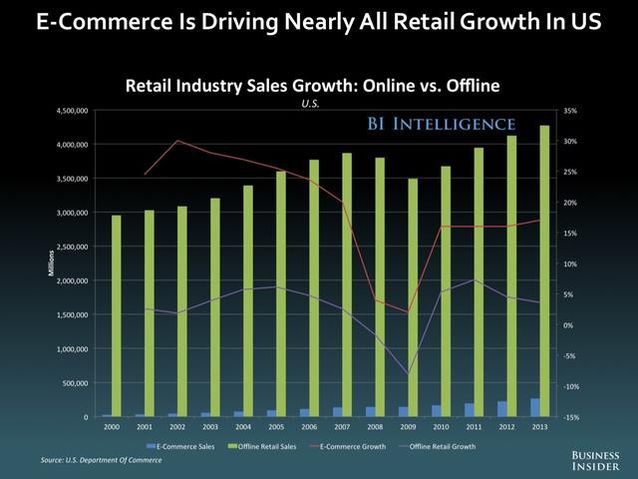 E-Commerce Is Driving Nearly All Retail Growth In US
Retail Industry Sales Growth: Online vs. Offline
U.S.
BI INTELLIGENCE
4,500,000
4,000,000
3,500,000
3,000,000
2,500,000
2,000,000
1,500,000
1,000,000
500,000
0
Millions
35%
30%
25%
20%
15%
10%
5%
0%
-5%
-10%
-15%
2000 2001 2002 2003 2004 2005 2006 2007 2008 2009 2010 2011 2012 2013
E-Commerce Sales Offline Retail Sales E-Commerce Growth Offline Retail Growth
Source: U.S. Department Of Commerce
BUSINESS
INSIDER